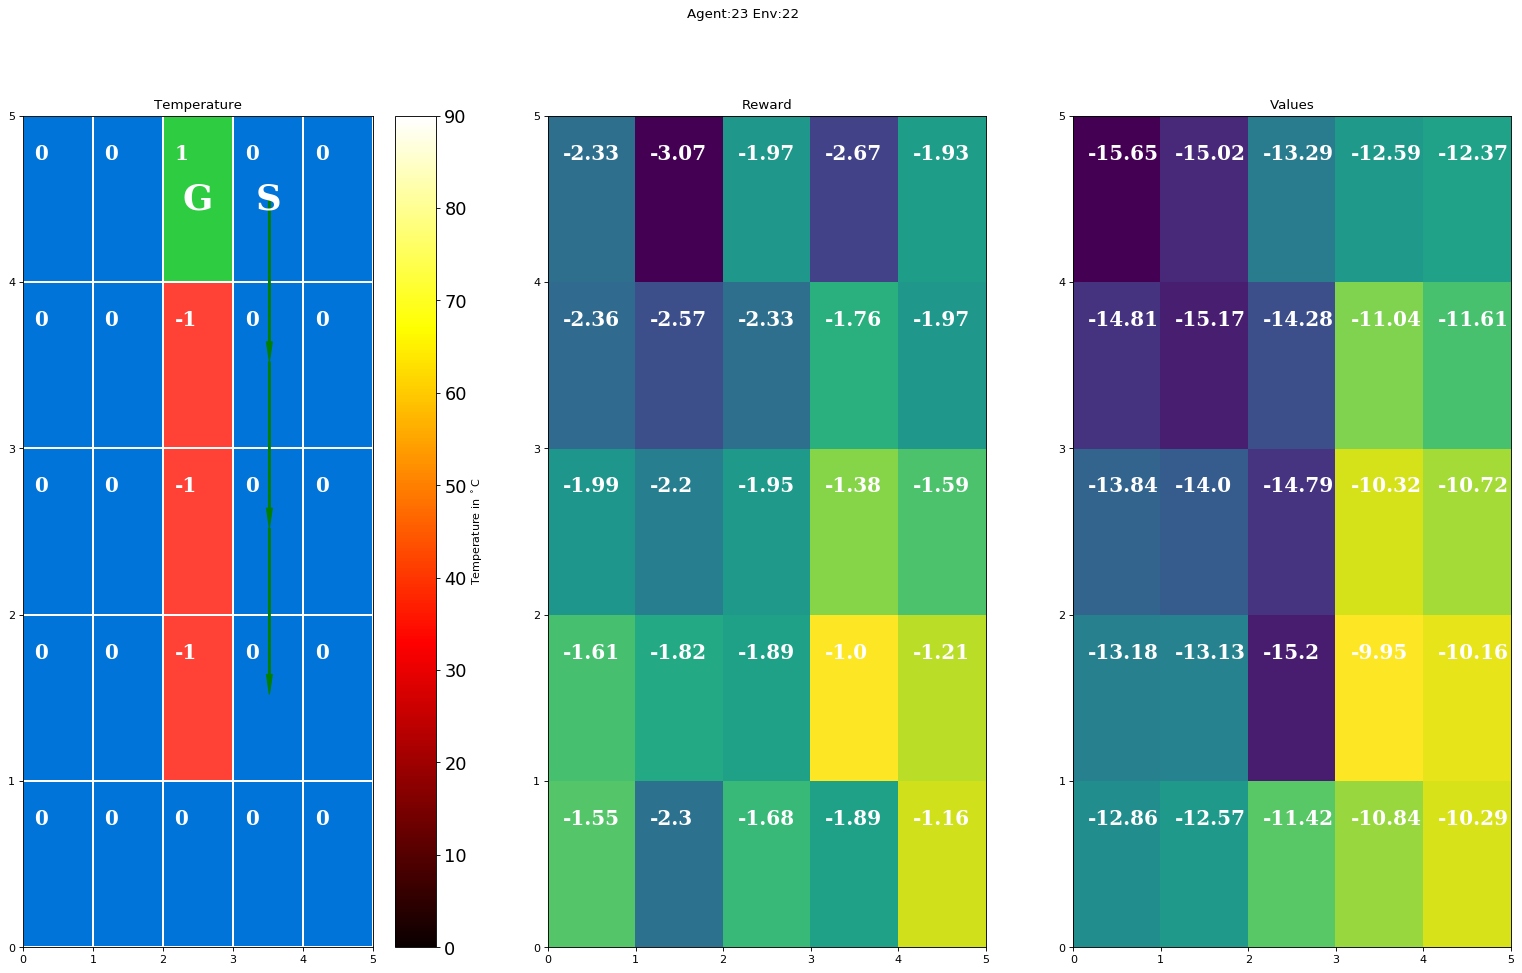 Agent:23 Env:22
Temperature
5
4
3
2
1
0
0 1 2 3 4 5
0 0 1 0 0
G S
0 0 -1 0 0
0 0 -1 0 0
0 0 -1 0 0
0 0 0 0 0
90
80
70
60
50
40
30
20
10
0
Temperature in °C
Reward
5
4
3
2
1
0
0 1 2 3 4 5
-2.33 -3.07 -1.97 -2.67 -1.93
-2.36 -2.57 -2.33 -1.76 -1.97
-1.99 -2.2 -1.95 -1.38 -1.59
-1.61 -1.82 -1.89 -1.0 -1.21
-1.55 -2.3 -1.68 -1.89 -1.16
Values
5
4
3
2
1
0
0 1 2 3 4 5
-15.65 -15.02 -13.29 -12.59 -12.37
-14.81 -15.17 -14.28 -11.04 -11.61
-13.84 -14.0 -14.79 -10.32 -10.72
-13.18 -13.13 -15.2 -9.95 -10.16
-12.86 -12.57 -11.42 -10.84 -10.29